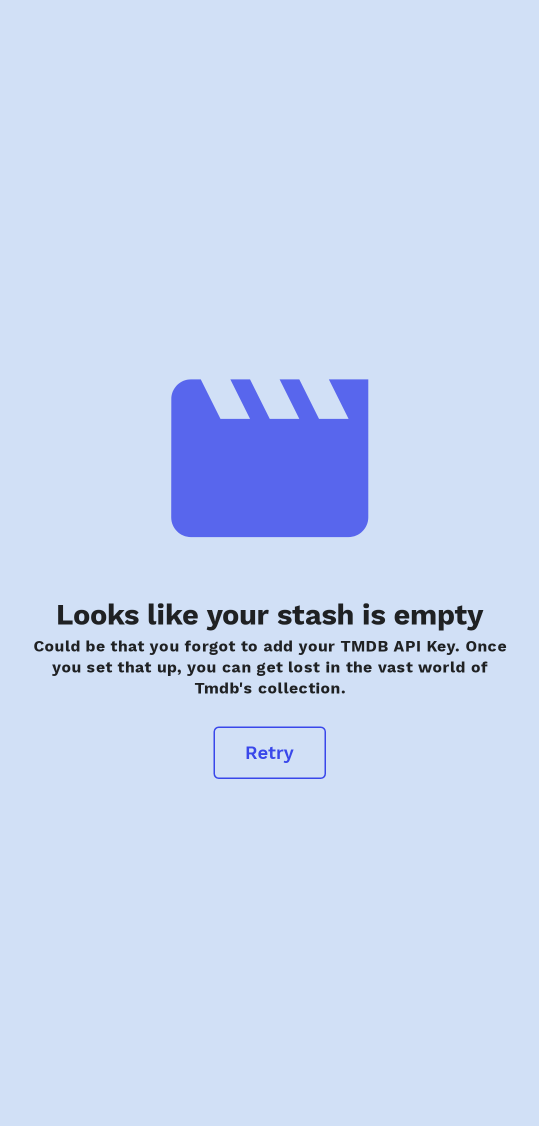 Looks like your stash is empty
Could be that you forgot to add your TMDB API Key. Once
you set that up, you can get lost in the vast world of
Tmdb's collection.
Retry